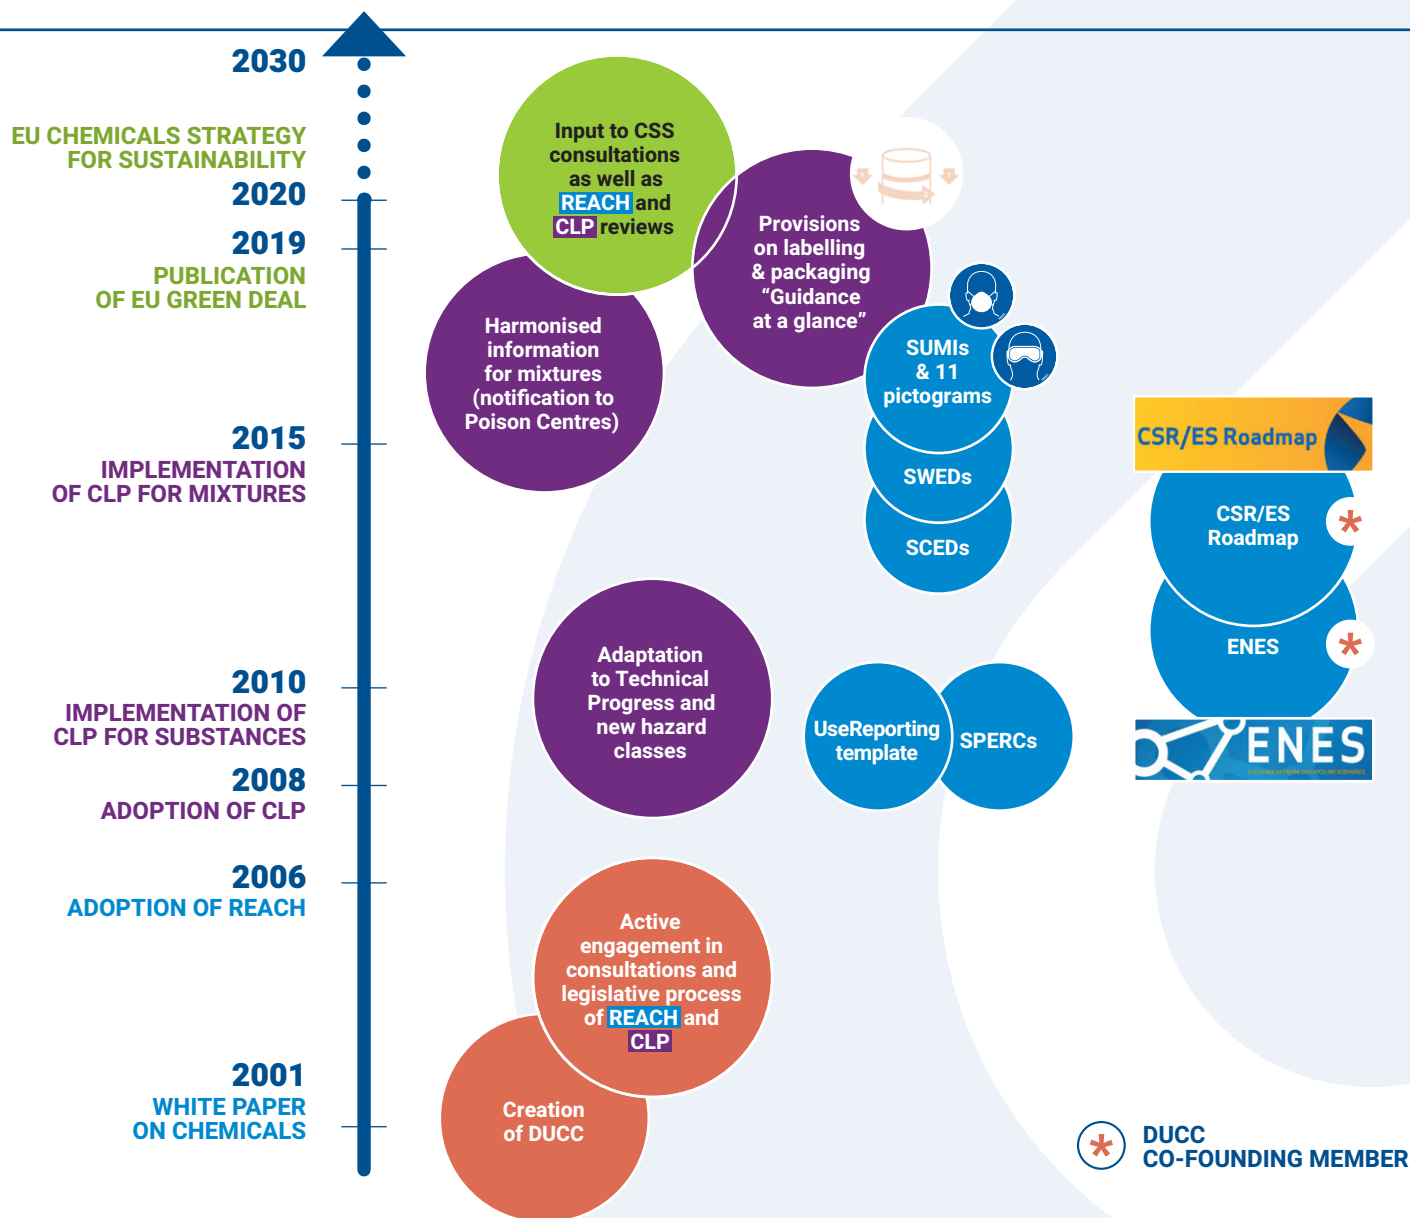 2030
EU CHEMICALS STRATEGY
FOR SUSTAINABILITY
2020
2019
PUBLICATION
OF EU GREEN DEAL
2015
IMPLEMENTATION
OF CLP FOR MIXTURES
2010
IMPLEMENTATION OF
CLP FOR SUBSTANCES
2008
ADOPTION OF CLP
2006
ADOPTION OF REACH
2001
WHITE PAPER
ON CHEMICALS
Input to CSS
consultations
as well as
REACH and
CLP reviews
Provisions
on labelling
& packaging
“Guidance
at a glance”
Harmonised
information
for mixtures
(notification to
Poison Centres)
SUMIs
& 11
pictograms
SWEDs
SCEDs
CSR/ES Roadmap
CSR/ES
Roadmap
*
ENES
*
ENES
EXCHANGE NETWORK ON EXPOSURE SCENARIOS
Adaptation
to Technical
Progress and
new hazard
classes
UseReporting
template
SPERCs
Active
engagement in
consultations and
legislative process
of REACH and
CLP
Creation
of DUCC
* DUCC
CO-FOUNDING MEMBER